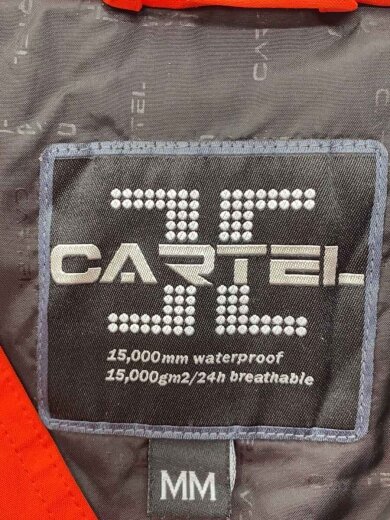 CARTEL
15,000mm waterproof
15,000gm2/24h breathable
MM